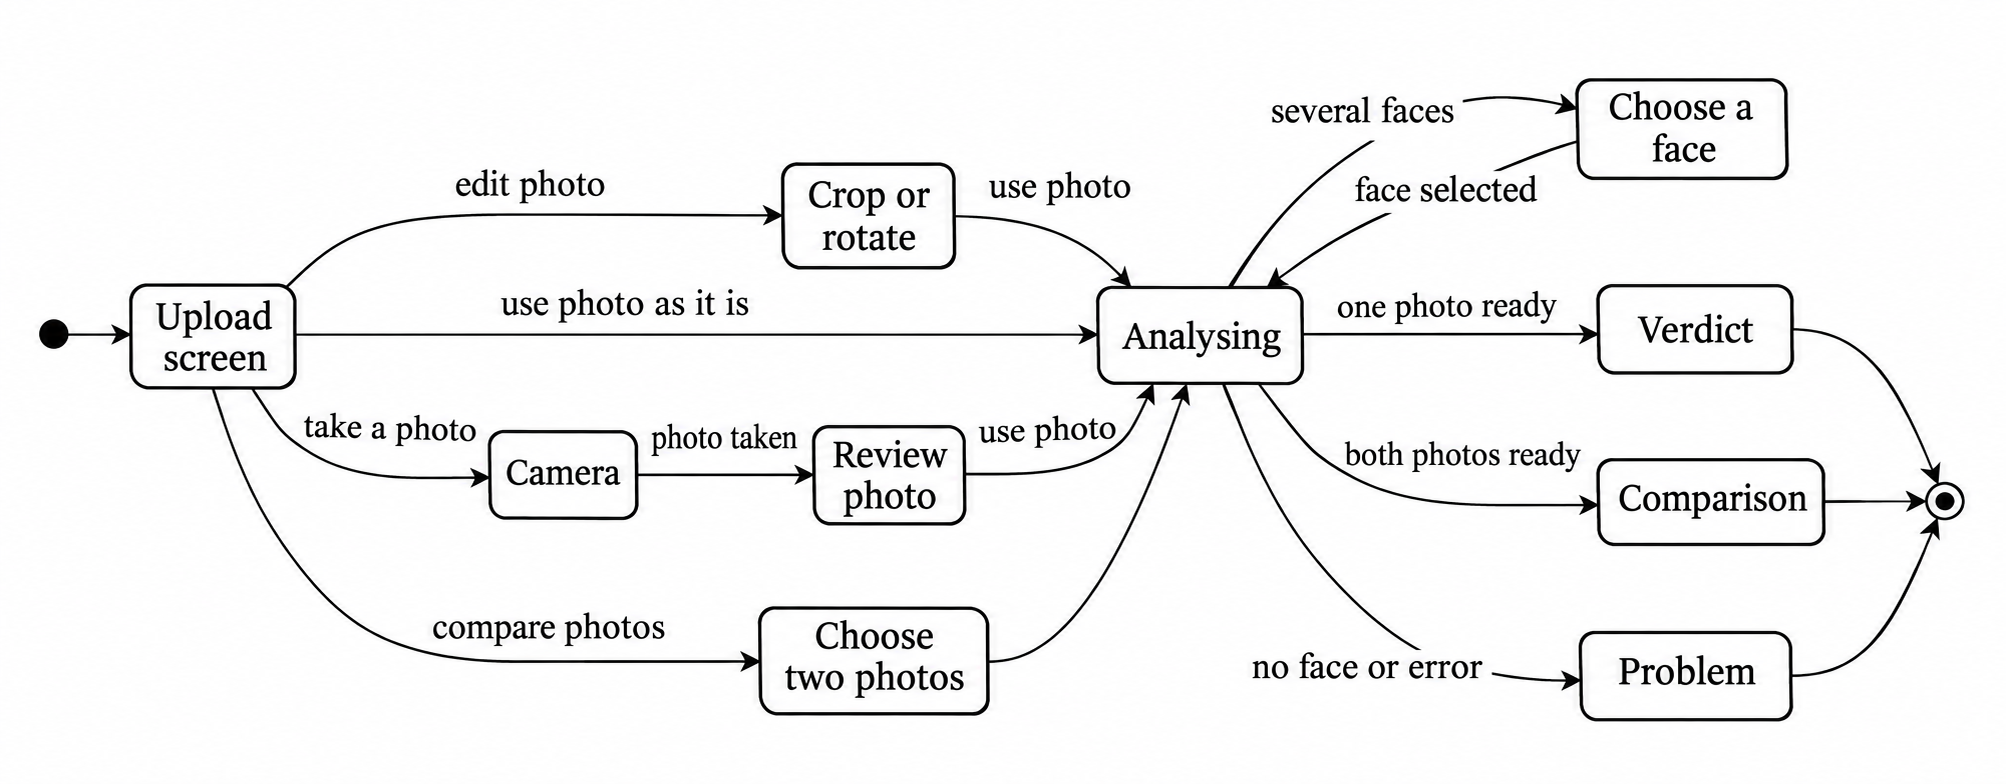 edit photo
Crop or
rotate
use photo
several faces
Choose a
face
face selected
Upload
screen
use photo as it is
Analysing
one photo ready
Verdict
take a photo
Camera
photo taken
Review
photo
use photo
both photos ready
Comparison
compare photos
Choose
two photos
no face or error
Problem